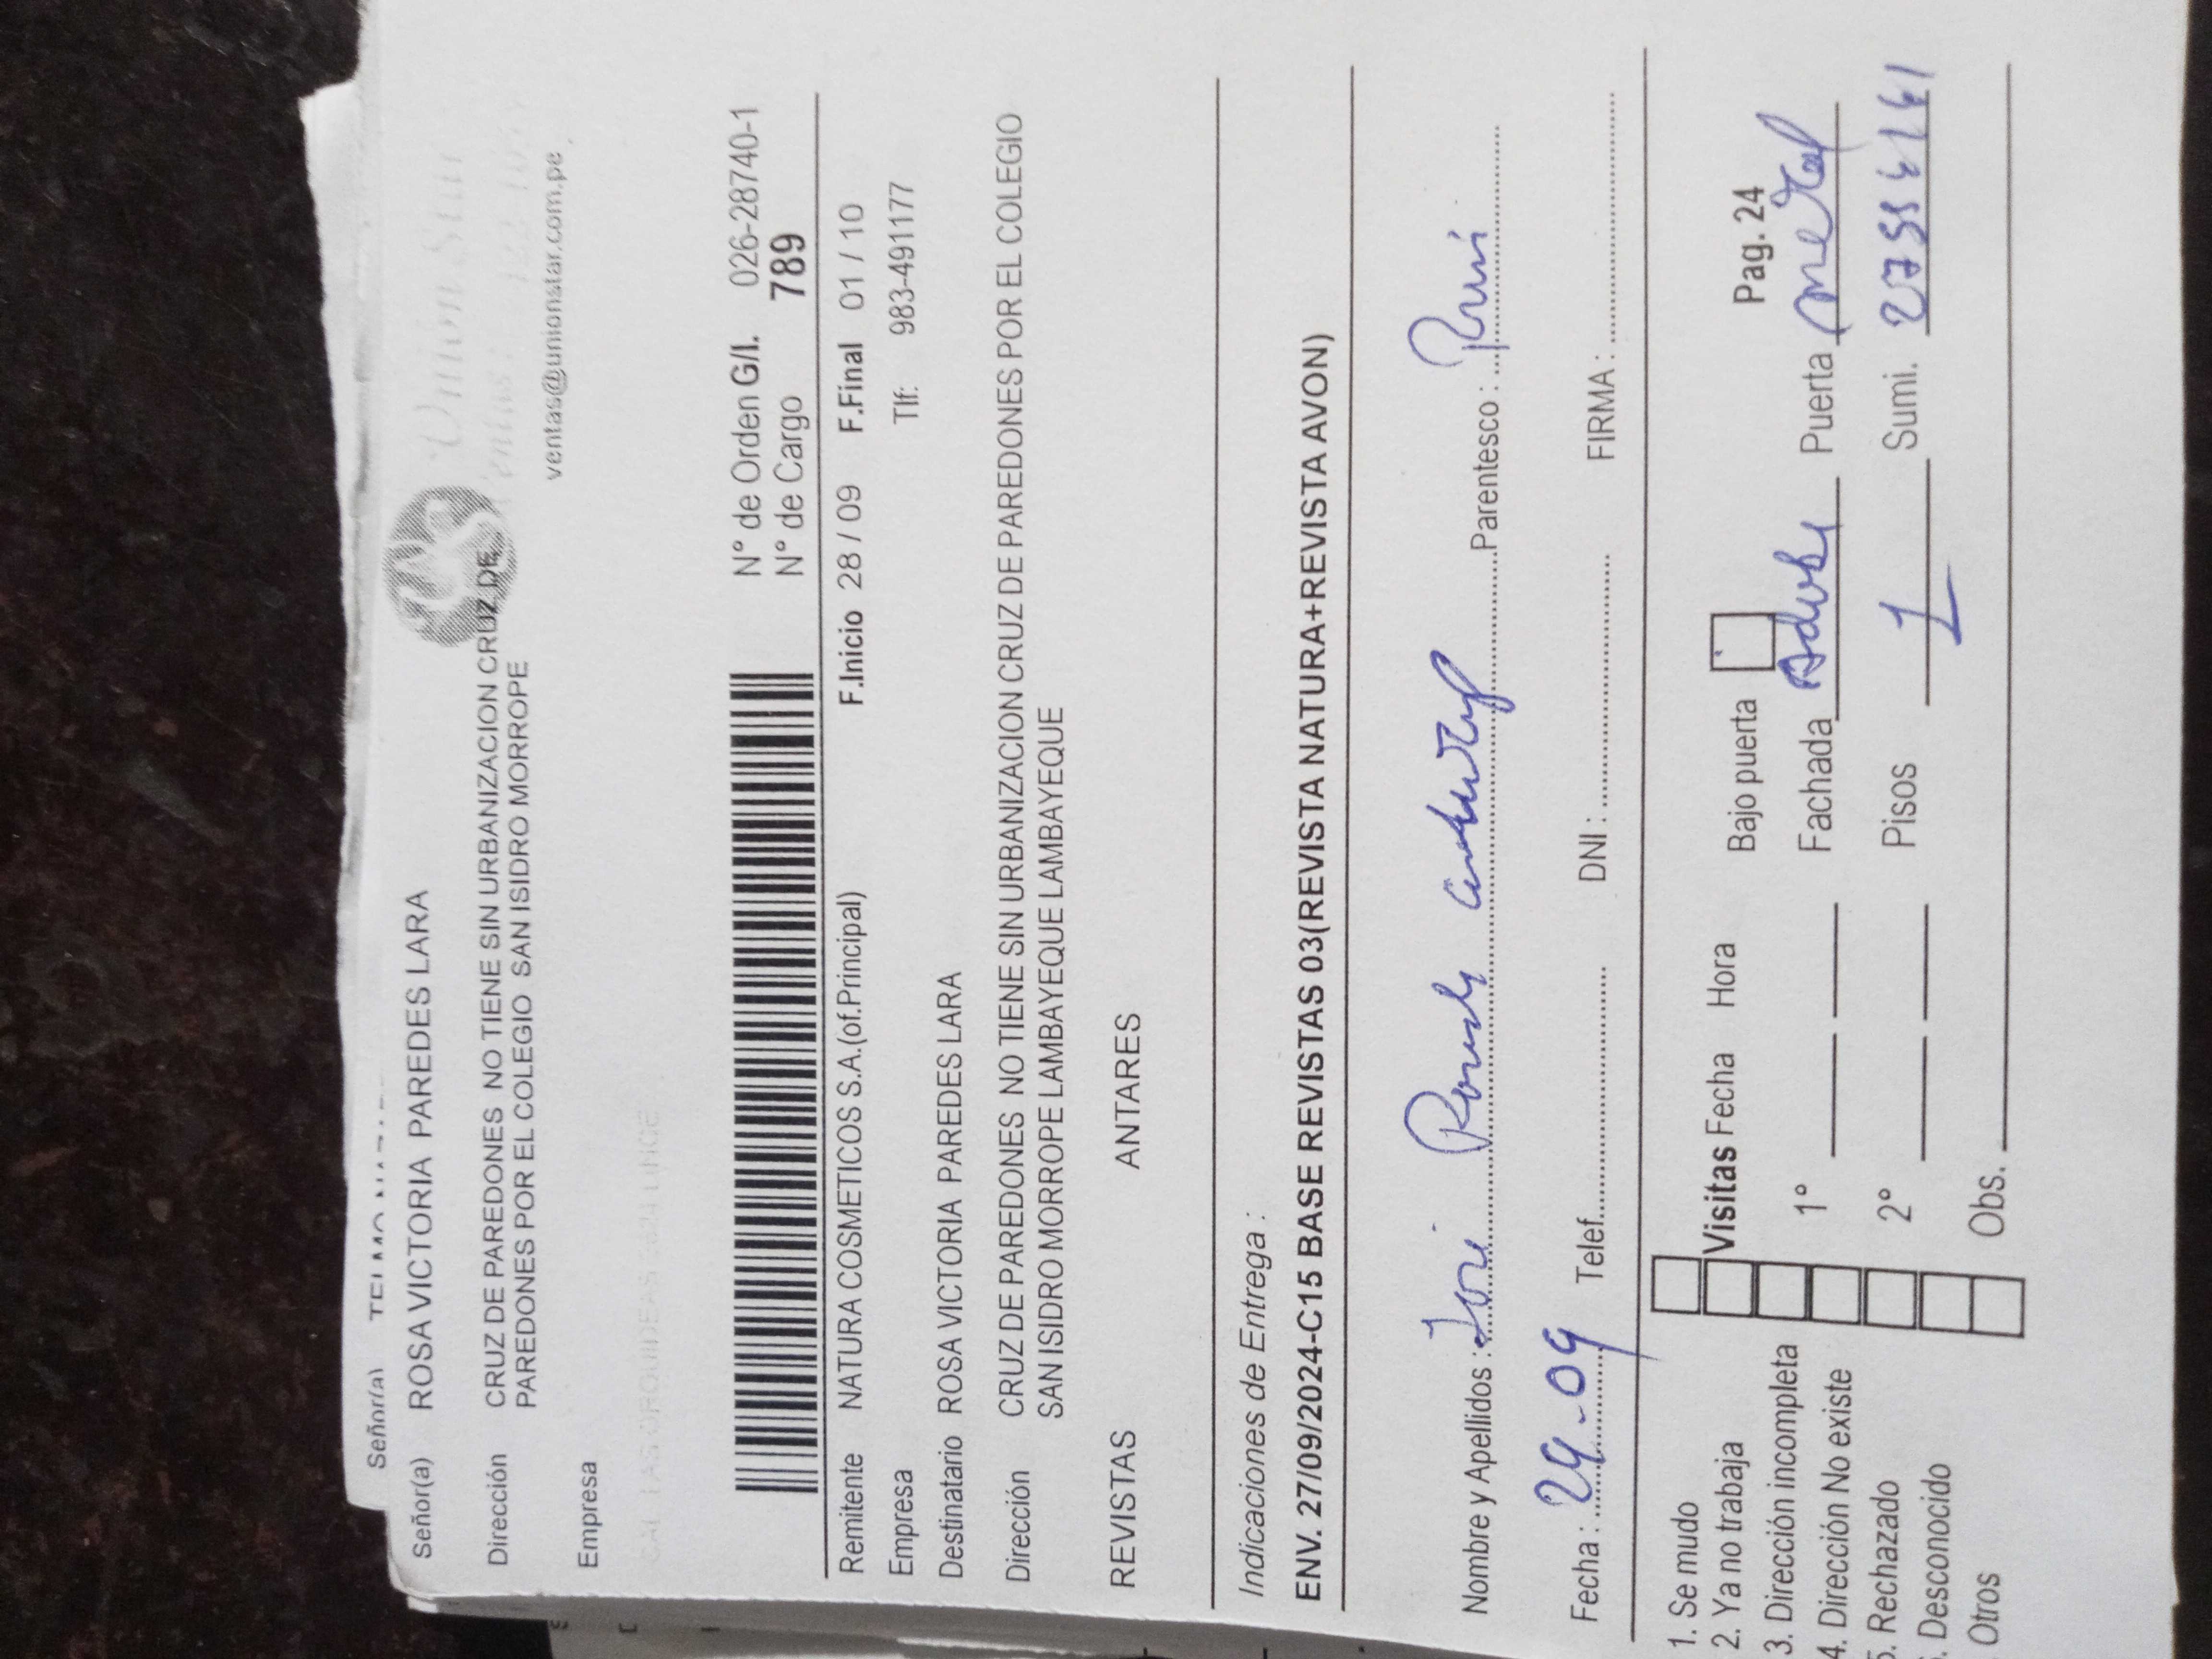 Señor(a)
Señor(a) ROSA VICTORIA PAREDES LARA
Dirección CRUZ DE PAREDONES NO TIENE SIN URBANIZACION CRUZ DE
PAREDONES POR EL COLEGIO SAN ISIDRO MORROPE
Empresa
Union Star
ventas@unionstar.com.pe
N° de Orden G/I. 026-28740-1
N° de Cargo 789
Remitente NATURA COSMETICOS S.A.(of.Principal) F.Inicio 28 / 09 F.Final 01 / 10
Empresa Tlf: 983-491177
Destinatario ROSA VICTORIA PAREDES LARA
Dirección CRUZ DE PAREDONES NO TIENE SIN URBANIZACION CRUZ DE PAREDONES POR EL COLEGIO
SAN ISIDRO MORROPE LAMBAYEQUE LAMBAYEQUE
REVISTAS ANTARES
Indicaciones de Entrega :
ENV. 27/09/2024-C15 BASE REVISTAS 03(REVISTA NATURA+REVISTA AVON)
Nombre y Apellidos : Parentesco :
Fecha : 29-09 Telef. DNI : FIRMA :
1. Se mudo
2. Ya no trabaja
3. Dirección incompleta
4. Dirección No existe
5. Rechazado
6. Desconocido
Otros
Visitas Fecha Hora Bajo puerta Pag. 24
1° Fachada Adobe Puerta metal
2° Pisos 1 Sumi.
Obs.